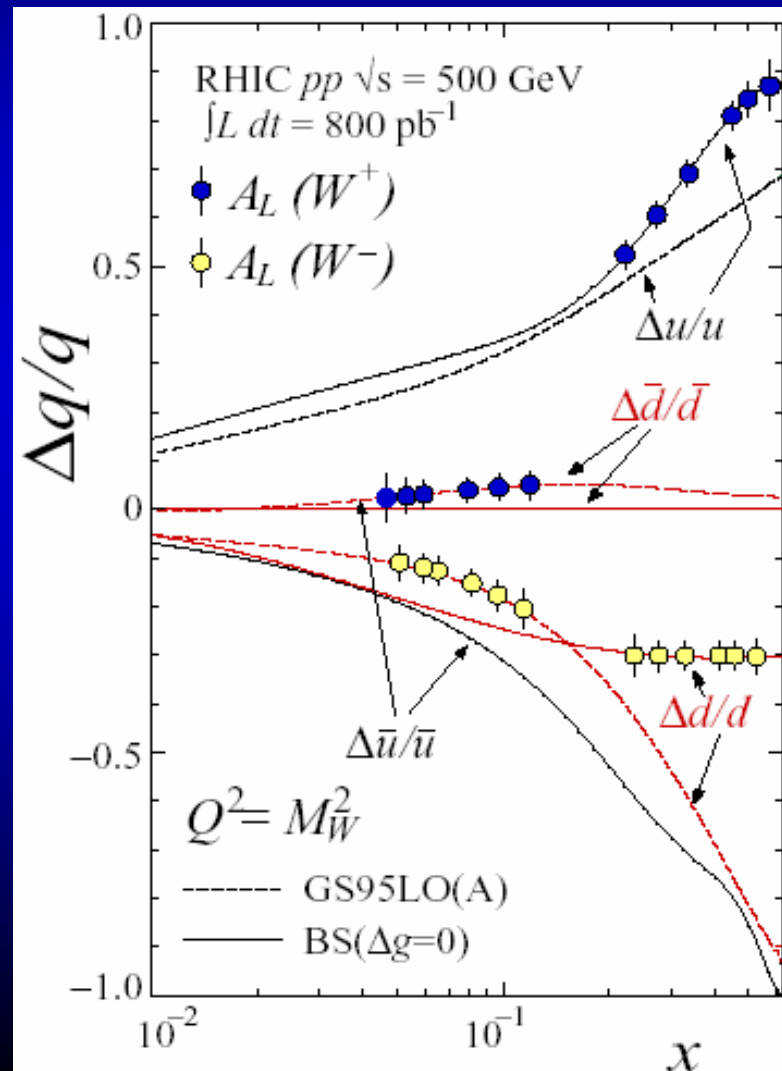 1.0
RHIC pp √s = 500 GeV
∫L dt = 800 pb⁻¹
A_L (W⁺)
A_L (W⁻)
0.5
Δu/u
Δq/q
Δd̄/d̄
0
Δd/d
Δū/ū
−0.5
Q² = M_W²
GS95LO(A)
BS(Δg=0)
−1.0
10⁻²
10⁻¹
x